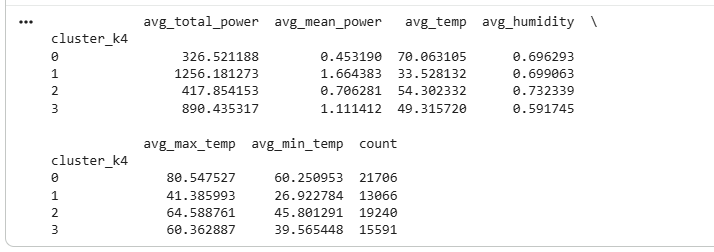 ••• avg_total_power avg_mean_power avg_temp avg_humidity \
cluster_k4
0 326.521188 0.453190 70.063105 0.696293
1 1256.181273 1.664383 33.528132 0.699063
2 417.854153 0.706281 54.302332 0.732339
3 890.435317 1.111412 49.315720 0.591745
avg_max_temp avg_min_temp count
cluster_k4
0 80.547527 60.250953 21706
1 41.385993 26.922784 13066
2 64.588761 45.801291 19240
3 60.362887 39.565448 15591